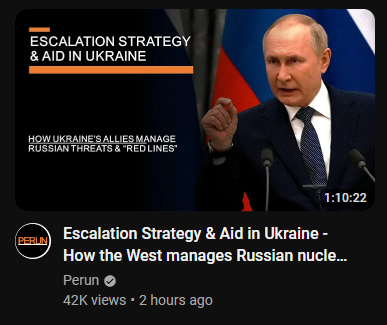 ESCALATION STRATEGY
& AID IN UKRAINE
HOW UKRAINE'S ALLIES MANAGE
RUSSIAN THREATS & "RED LINES"
1:10:22
PERUN
Escalation Strategy & Aid in Ukraine -
How the West manages Russian nucle...
Perun
42K views • 2 hours ago